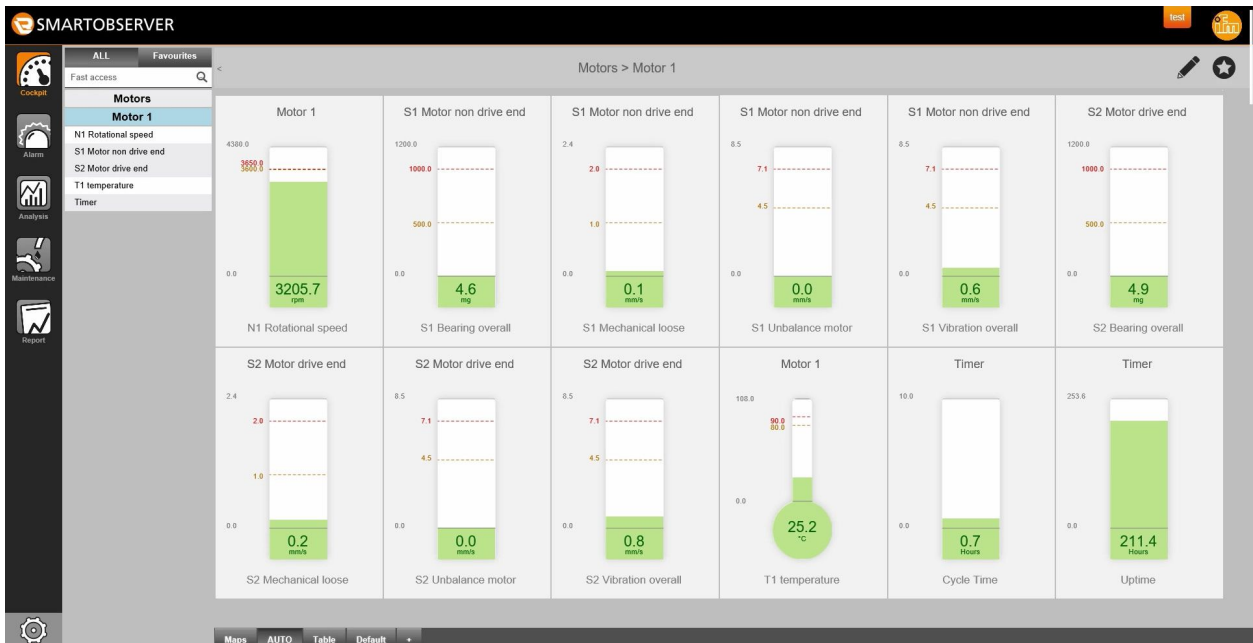 SMARTOBSERVER
test
ifm
ALL Favourites
Fast access
<
Motors > Motor 1
Cockpit
Alarm
Analysis
Maintenance
Report
Motors
Motor 1
N1 Rotational speed
S1 Motor non drive end
S2 Motor drive end
T1 temperature
Timer
Motor 1
4380.0
3650.0
3600.0
0.0
3205.7
rpm
N1 Rotational speed
S1 Motor non drive end
1200.0
1000.0
500.0
0.0
4.6
mg
S1 Bearing overall
S1 Motor non drive end
2.4
2.0
1.0
0.0
0.1
mm/s
S1 Mechanical loose
S1 Motor non drive end
8.5
7.1
4.5
0.0
0.0
mm/s
S1 Unbalance motor
S1 Motor non drive end
8.5
7.1
4.5
0.0
0.6
mm/s
S1 Vibration overall
S2 Motor drive end
1200.0
1000.0
500.0
0.0
4.9
mg
S2 Bearing overall
S2 Motor drive end
2.4
2.0
1.0
0.0
0.2
mm/s
S2 Mechanical loose
S2 Motor drive end
8.5
7.1
4.5
0.0
0.0
mm/s
S2 Unbalance motor
S2 Motor drive end
8.5
7.1
4.5
0.0
0.8
mm/s
S2 Vibration overall
Motor 1
108.0
90.0
80.0
0.0
25.2
°C
T1 temperature
Timer
10.0
0.0
0.7
Hours
Cycle Time
Timer
253.6
0.0
211.4
Hours
Uptime
Maps AUTO Table Default +